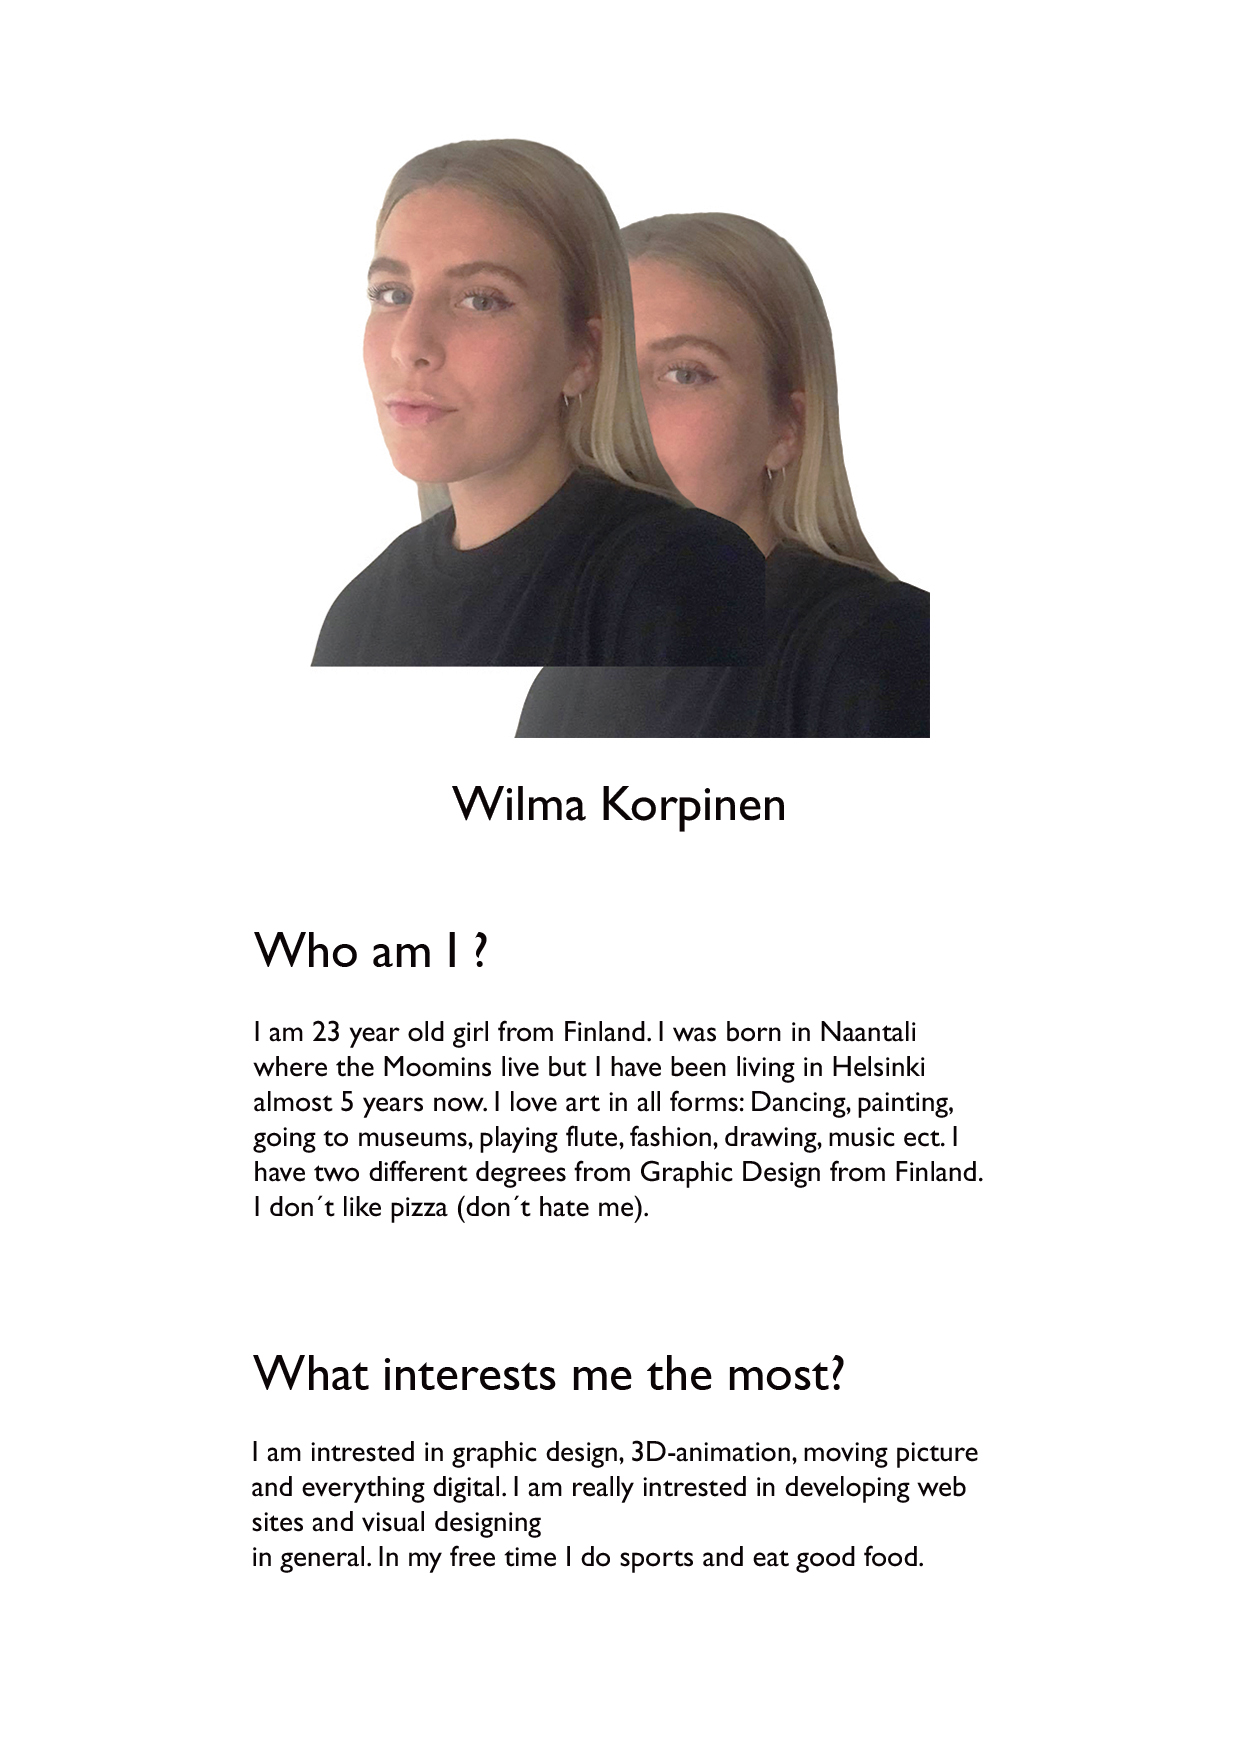 Wilma Korpinen
Who am I ?
I am 23 year old girl from Finland. I was born in Naantali
where the Moomins live but I have been living in Helsinki
almost 5 years now. I love art in all forms: Dancing, painting,
going to museums, playing flute, fashion, drawing, music ect. I
have two different degrees from Graphic Design from Finland.
I don´t like pizza (don´t hate me).
What interests me the most?
I am intrested in graphic design, 3D-animation, moving picture
and everything digital. I am really intrested in developing web
sites and visual designing
in general. In my free time I do sports and eat good food.